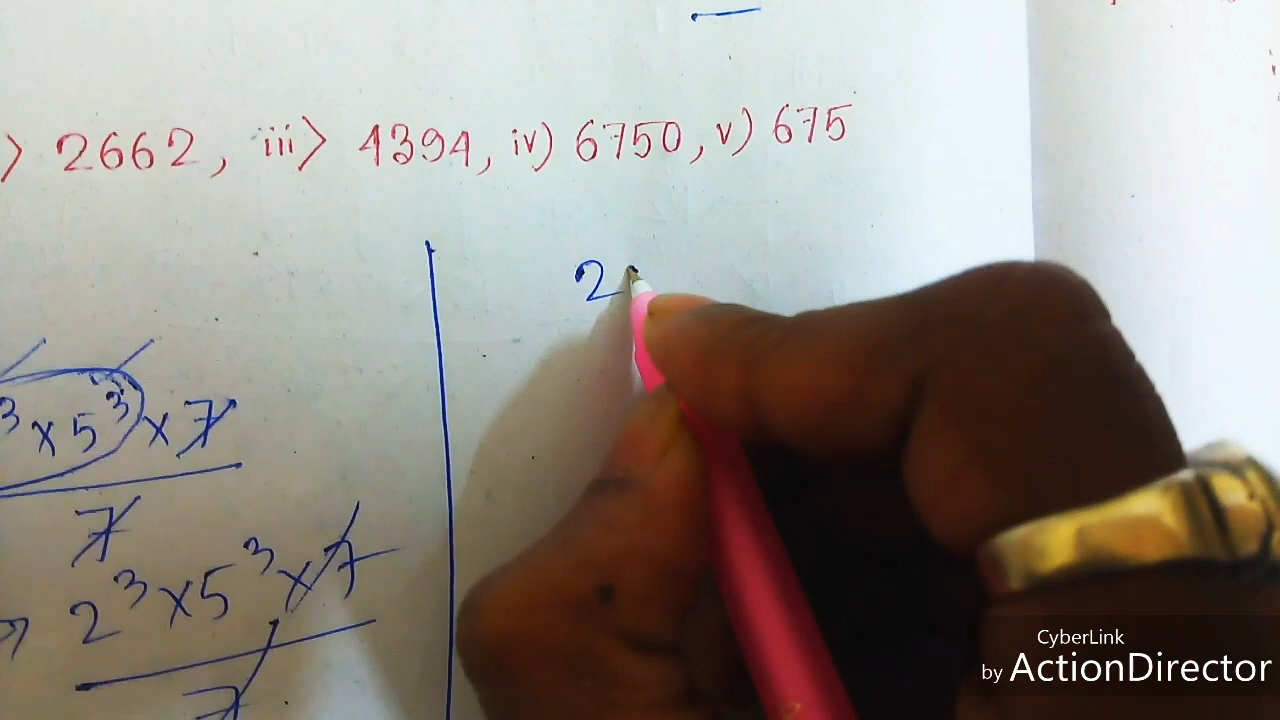 > 2662, iii> 4394, iv) 6750, v) 675
2
3 x 5^3 x 7
7
2^3 x 5^3 x 7
7
CyberLink
by ActionDirector